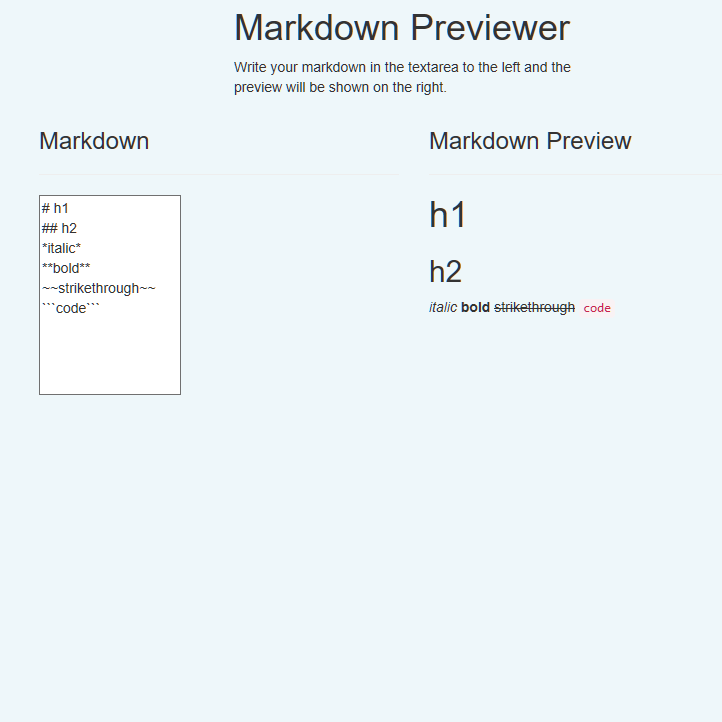 Markdown Previewer
Write your markdown in the textarea to the left and the
preview will be shown on the right.
Markdown
# h1
## h2
*italic*
**bold**
~~strikethrough~~
```code```
Markdown Preview
h1
h2
italic bold strikethrough code